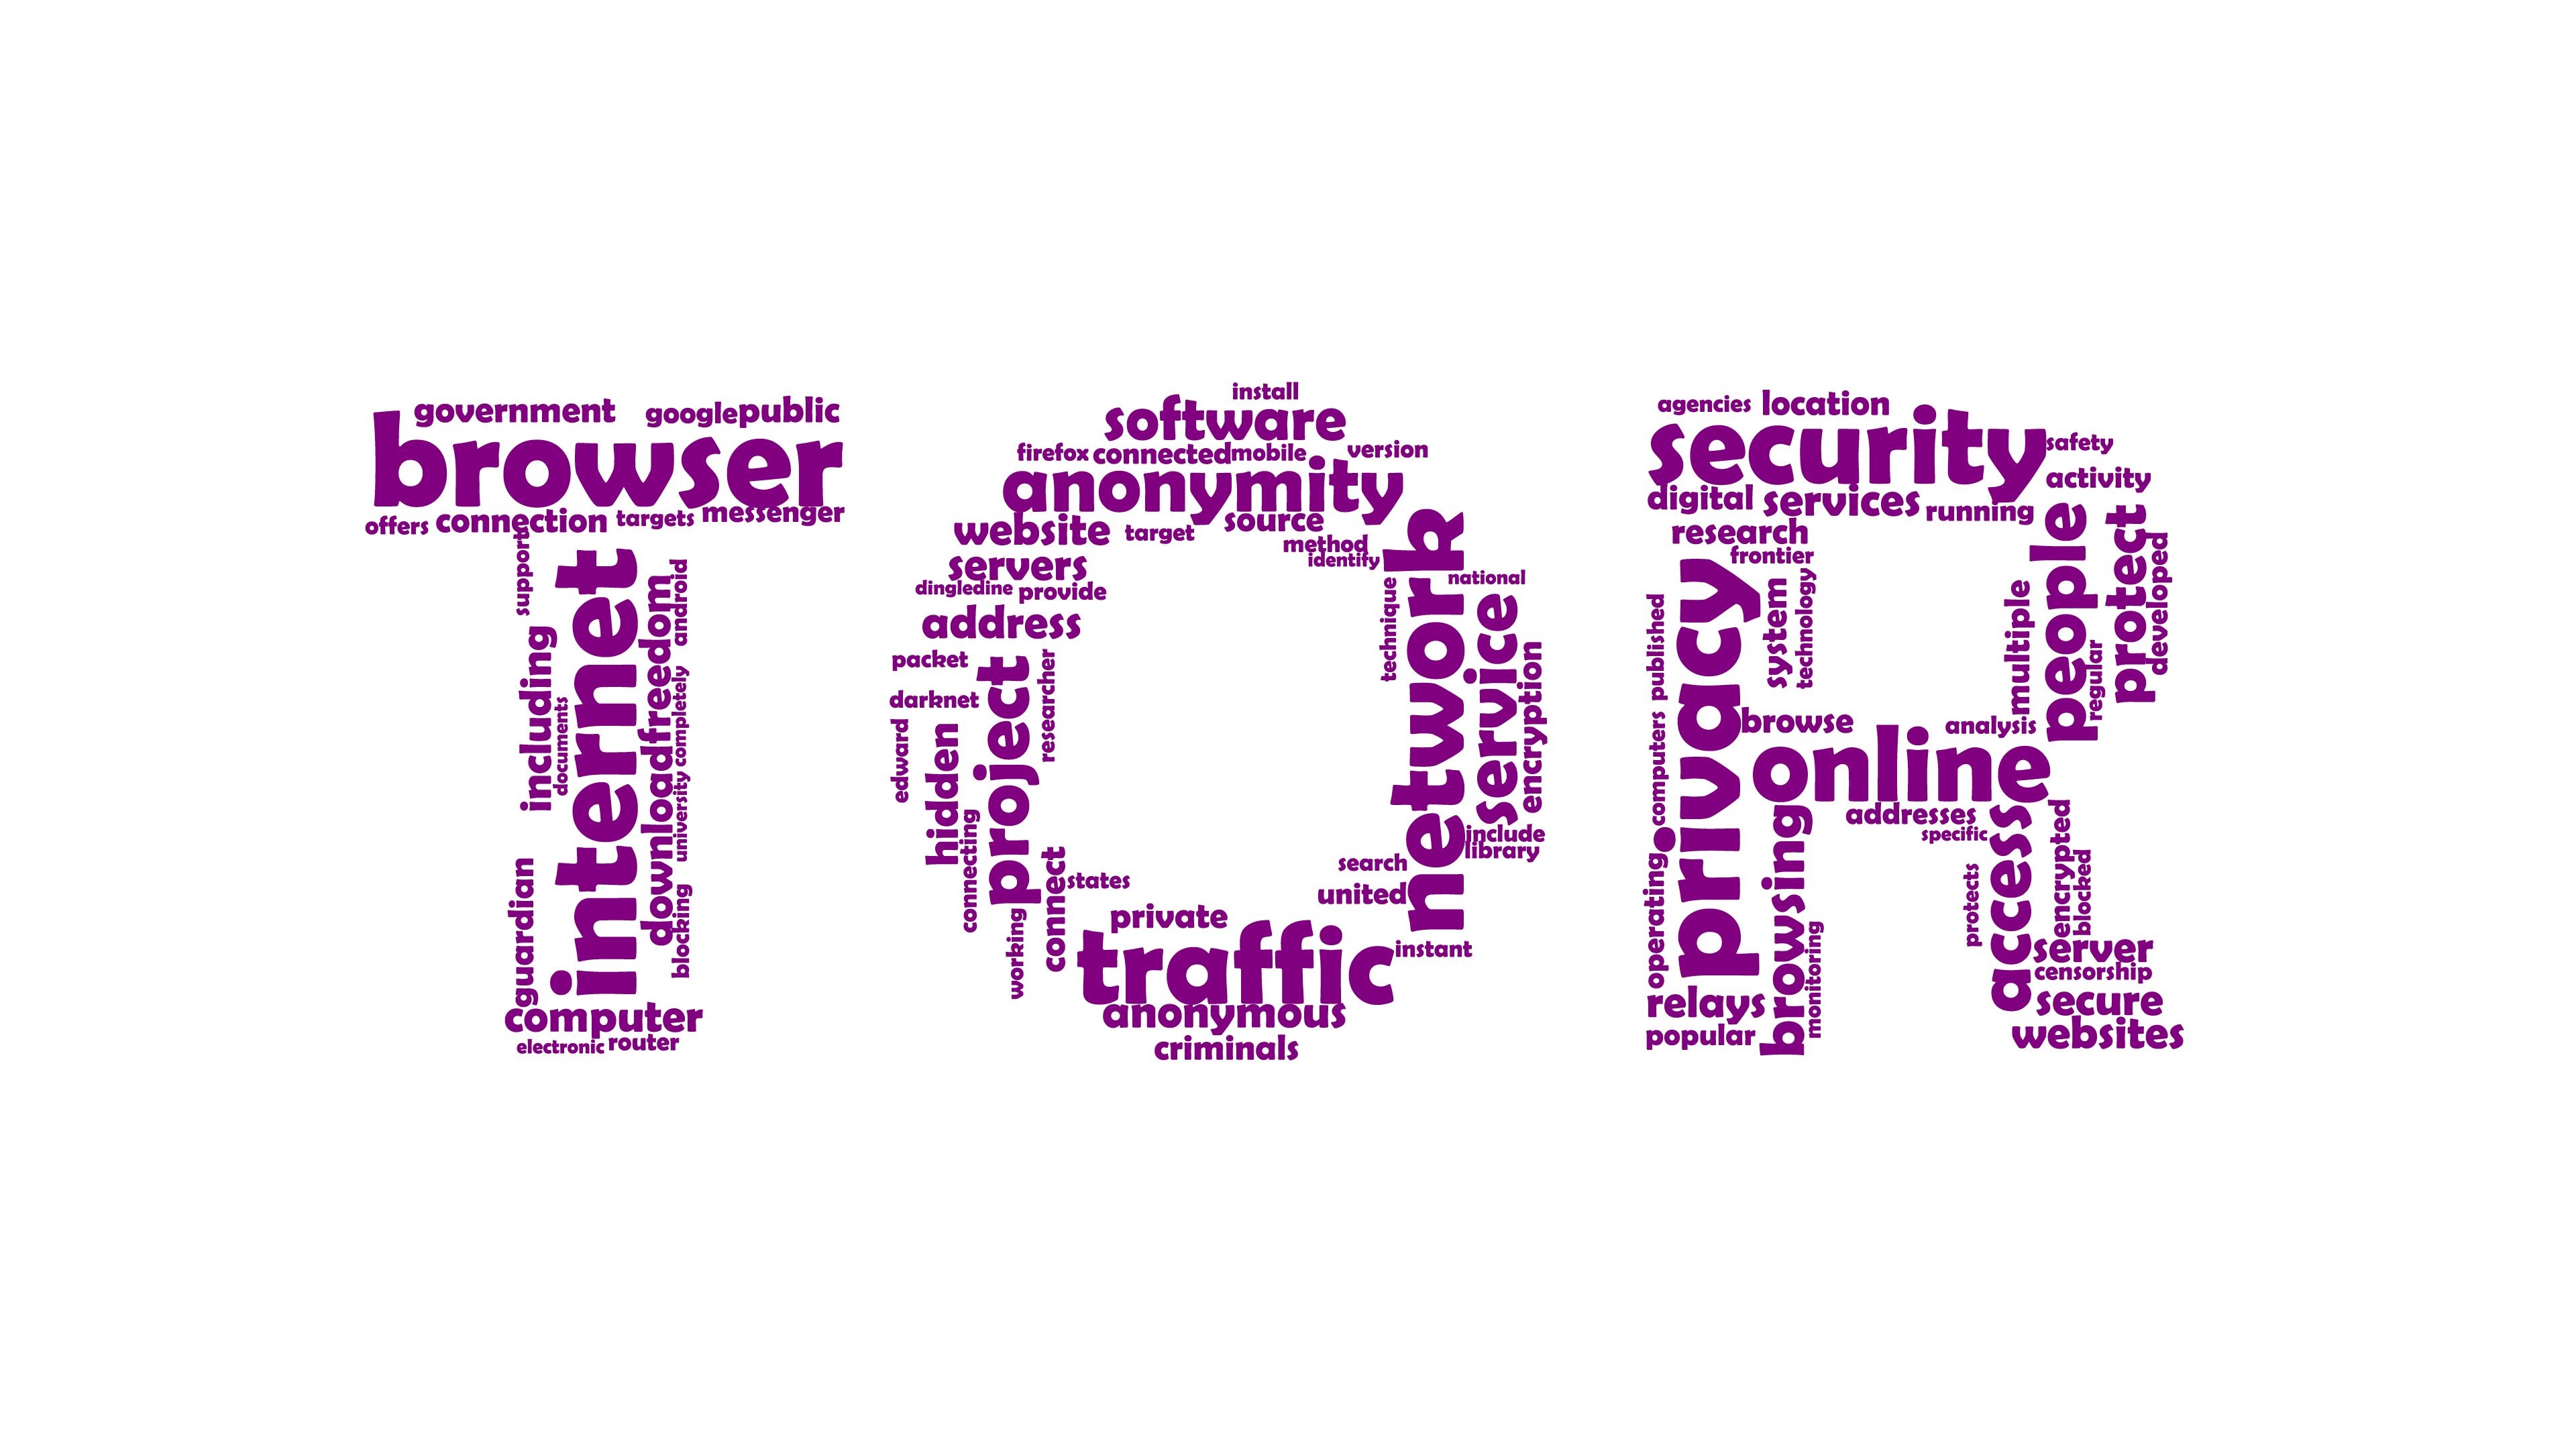 government
google
public
browser
offers
connection
targets
messenger
support
internet
freedom
android
including
documents
download
completely
university
guardian
blocking
computer
electronic
router
install
software
firefox
connected
mobile
version
anonymity
website
target
source
method
identify
servers
dingledine
provide
address
packet
darknet
edward
hidden
connecting
project
researcher
connect
working
states
private
traffic
anonymous
criminals
instant
united
search
network
technique
national
service
encryption
include
library
agencies
location
security
safety
activity
digital
services
running
research
frontier
privacy
system
technology
published
computers
operating
browse
online
analysis
multiple
people
regular
protect
developed
addresses
specific
browsing
monitoring
relays
popular
protects
access
encrypted
blocked
server
censorship
secure
websites